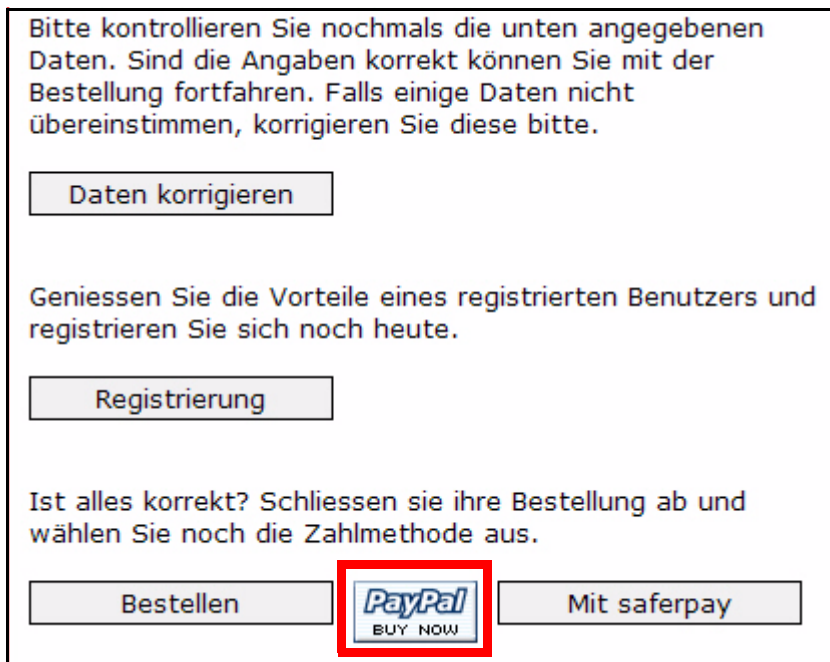 Bitte kontrollieren Sie nochmals die unten angegebenen
Daten. Sind die Angaben korrekt können Sie mit der
Bestellung fortfahren. Falls einige Daten nicht
übereinstimmen, korrigieren Sie diese bitte.
Daten korrigieren
Geniessen Sie die Vorteile eines registrierten Benutzers und
registrieren Sie sich noch heute.
Registrierung
Ist alles korrekt? Schliessen sie ihre Bestellung ab und
wählen Sie noch die Zahlmethode aus.
Bestellen
PayPal
BUY NOW
Mit saferpay